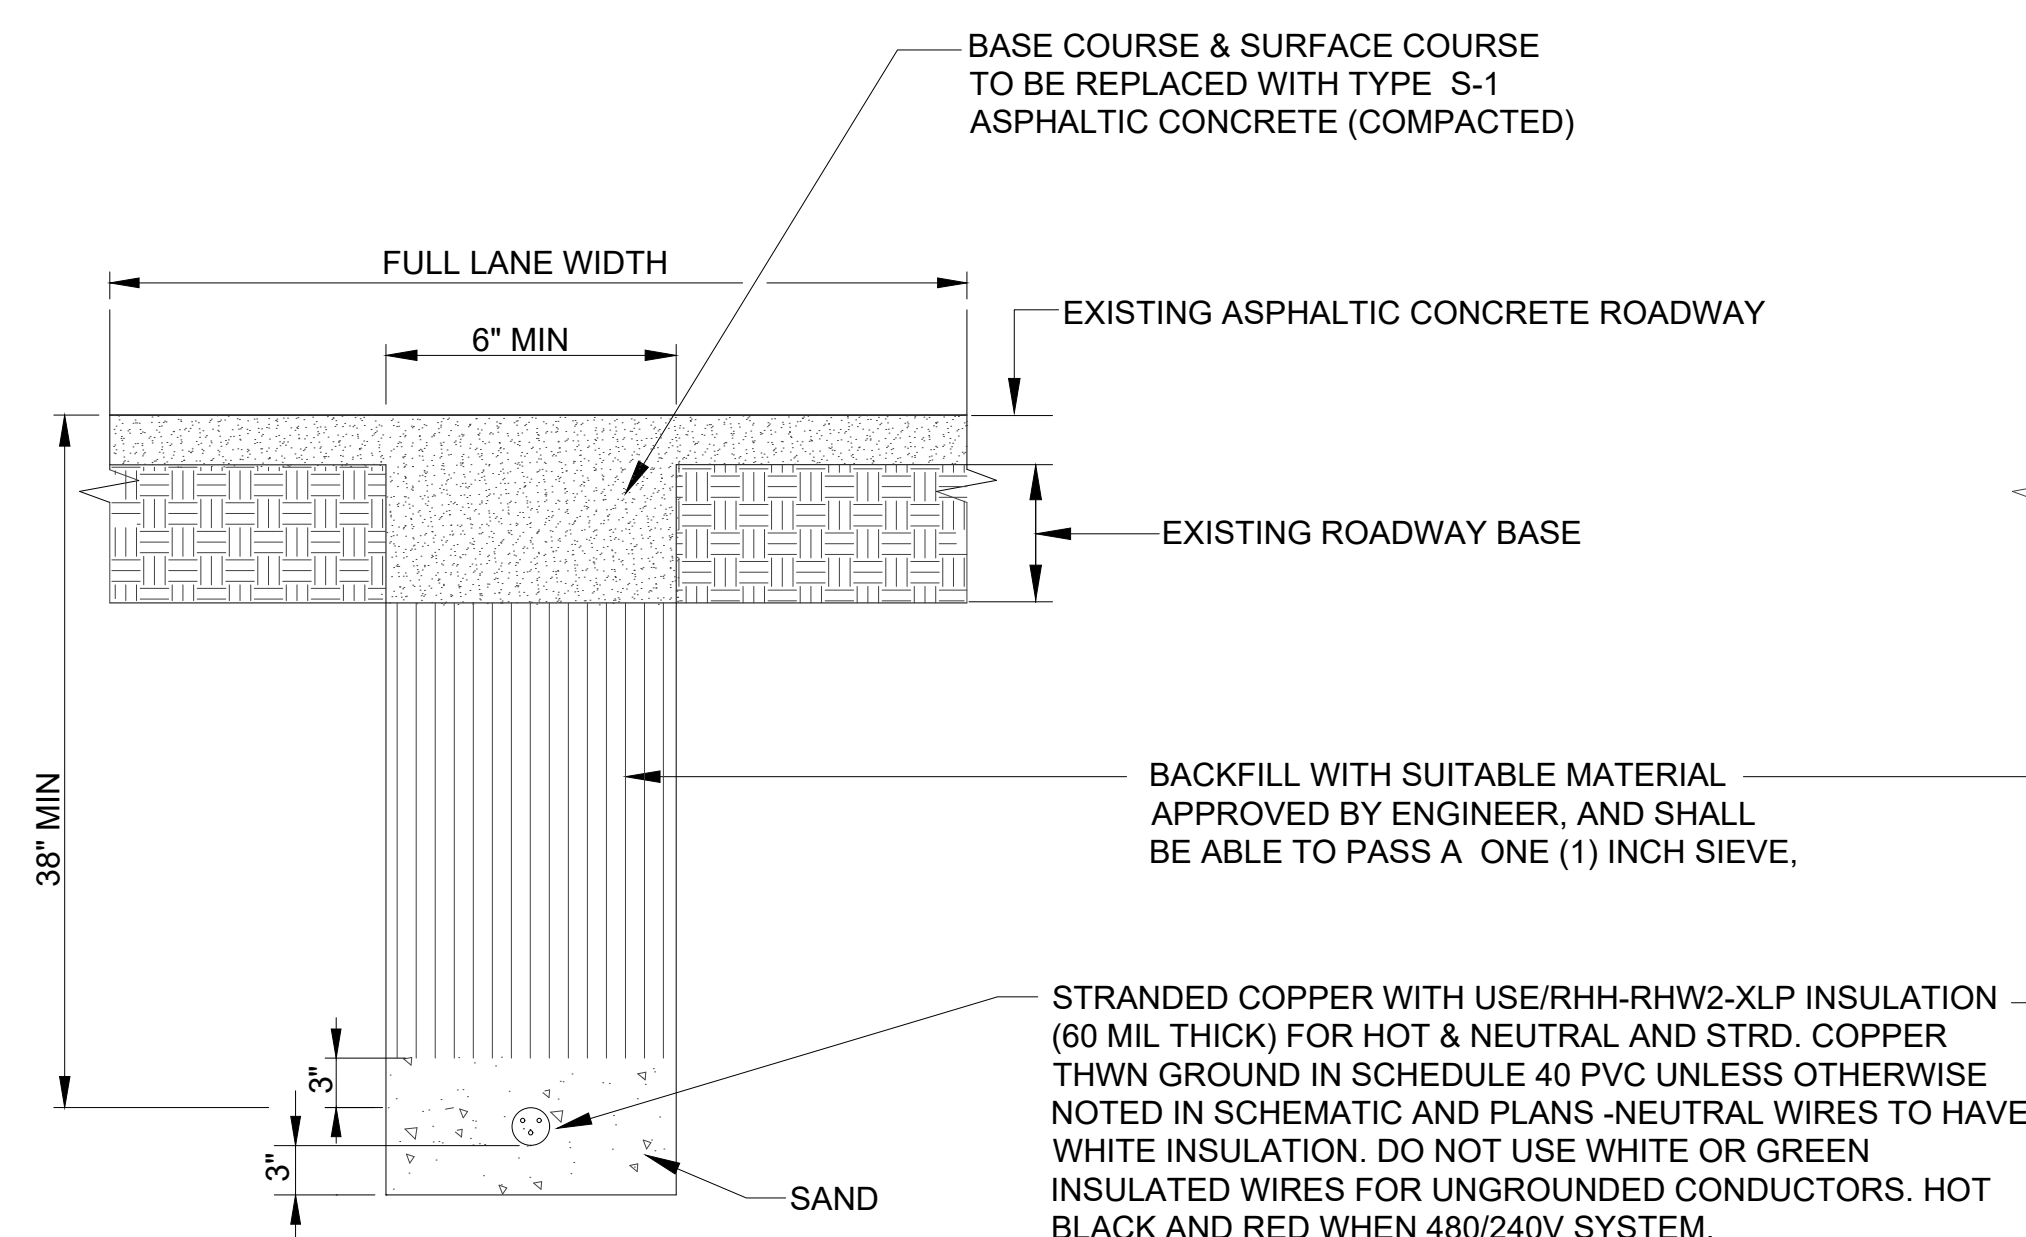 BASE COURSE & SURFACE COURSE
TO BE REPLACED WITH TYPE S-1
ASPHALTIC CONCRETE (COMPACTED)
FULL LANE WIDTH
EXISTING ASPHALTIC CONCRETE ROADWAY
6" MIN
EXISTING ROADWAY BASE
38" MIN
BACKFILL WITH SUITABLE MATERIAL
APPROVED BY ENGINEER, AND SHALL
BE ABLE TO PASS A ONE (1) INCH SIEVE,
STRANDED COPPER WITH USE/RHH-RHW2-XLP INSULATION
(60 MIL THICK) FOR HOT & NEUTRAL AND STRD. COPPER
THWN GROUND IN SCHEDULE 40 PVC UNLESS OTHERWISE
NOTED IN SCHEMATIC AND PLANS -NEUTRAL WIRES TO HAVE
WHITE INSULATION. DO NOT USE WHITE OR GREEN
INSULATED WIRES FOR UNGROUNDED CONDUCTORS. HOT
BLACK AND RED WHEN 480/240V SYSTEM.
3"
3"
SAND